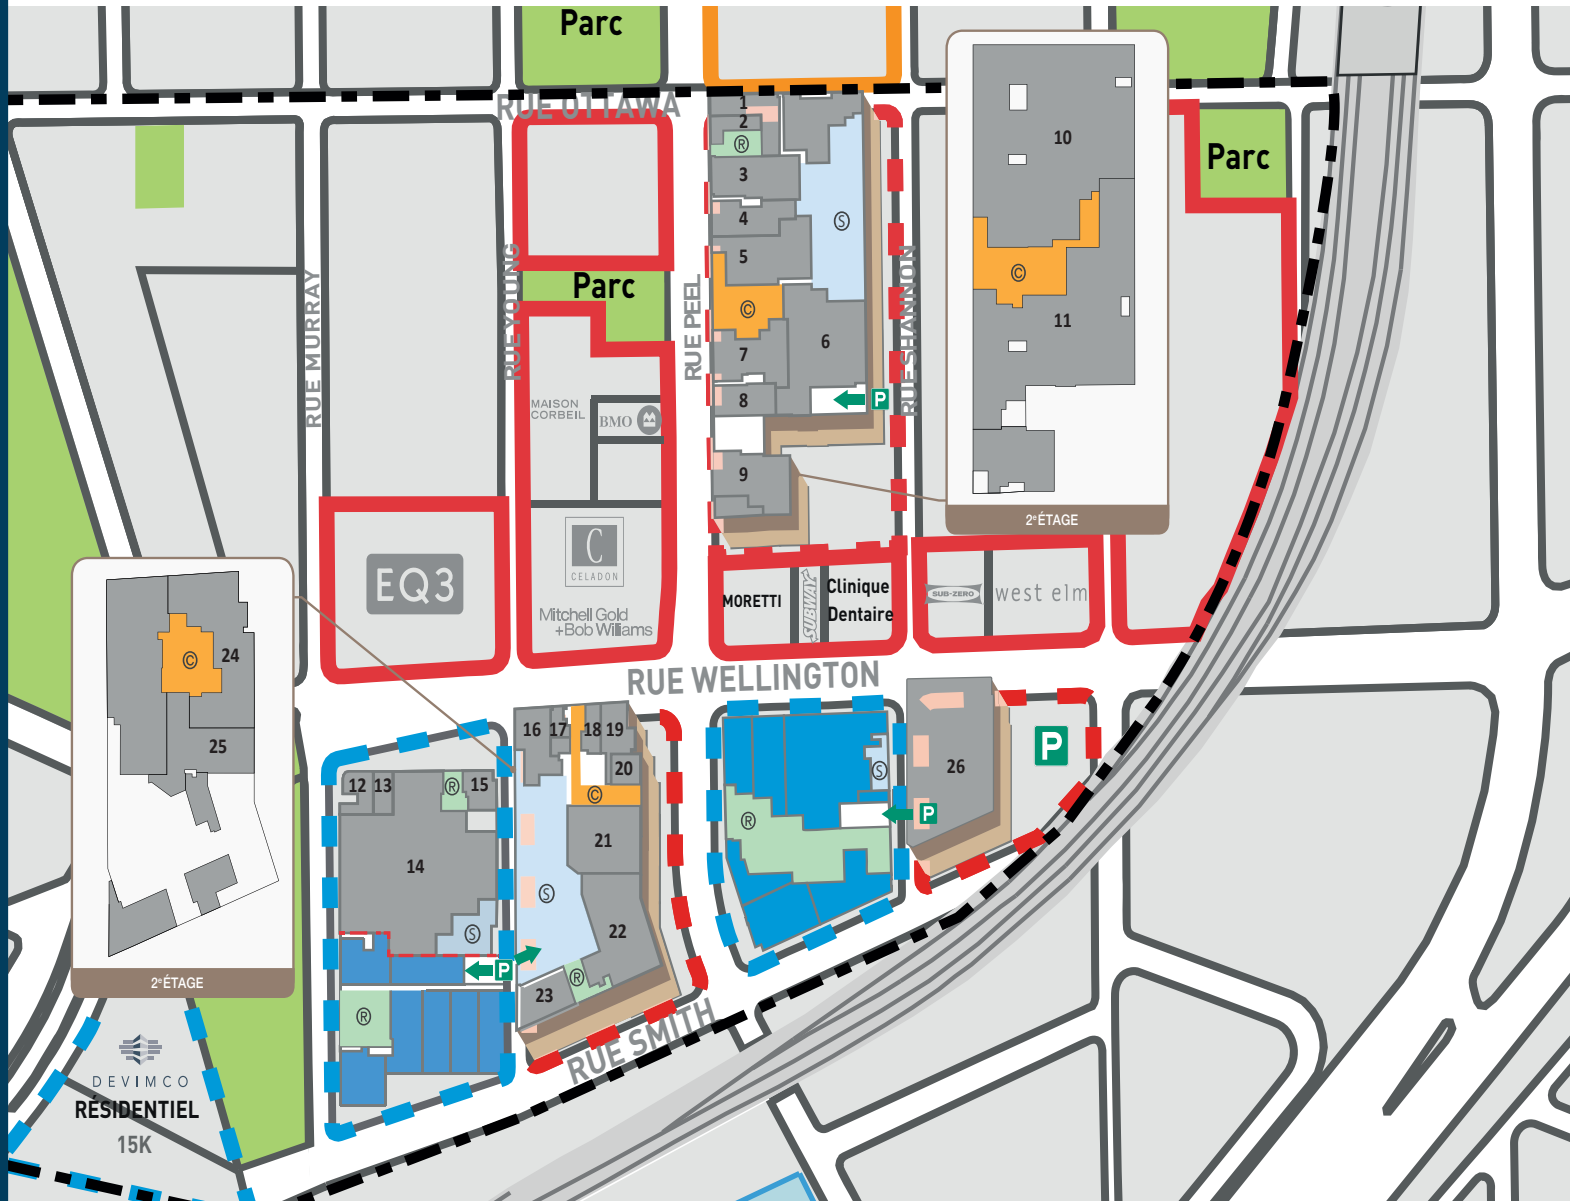 Parc
RUE OTTAWA
1
2
®
3
4
5
Ⓢ
©
6
7
8
P
9
10
©
11
2e ÉTAGE
Parc
Parc
RUE MURRAY
RUE YOUNG
RUE PEEL
RUE SHANNON
MAISON
CORBEIL
BMO
EQ3
C
CELADON
Mitchell Gold
+Bob Williams
MORETTI
SUBWAY
Clinique
Dentaire
SUB-ZERO
west elm
RUE WELLINGTON
©
24
25
2e ÉTAGE
12
13
®
15
14
Ⓢ
P
®
16
17
18
19
20
©
21
Ⓢ
22
®
23
Ⓢ
®
P
26
P
RUE SMITH
DEVIMCO
RÉSIDENTIEL
15K